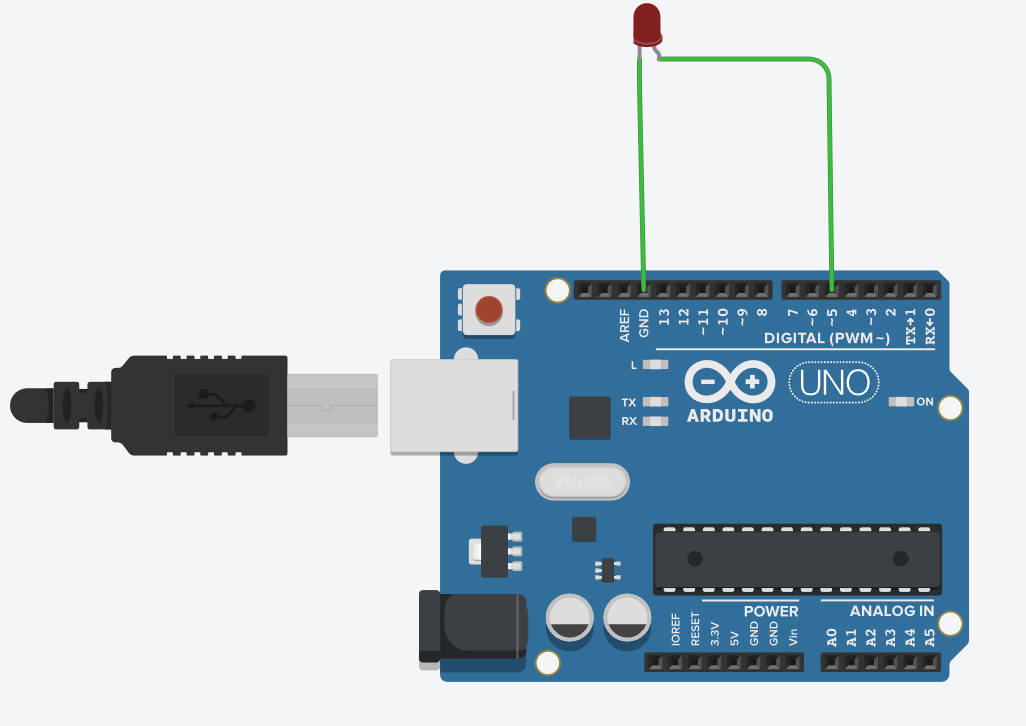 AREF
GND
13
12
~11
~10
~9
8
7
~6
~5
4
~3
2
TX→1
RX←0
DIGITAL (PWM~)
L
TX
RX
ARDUINO
UNO
ON
SPK16.000G
IOREF
RESET
3.3V
5V
GND
GND
Vin
POWER
ANALOG IN
A0
A1
A2
A3
A4
A5